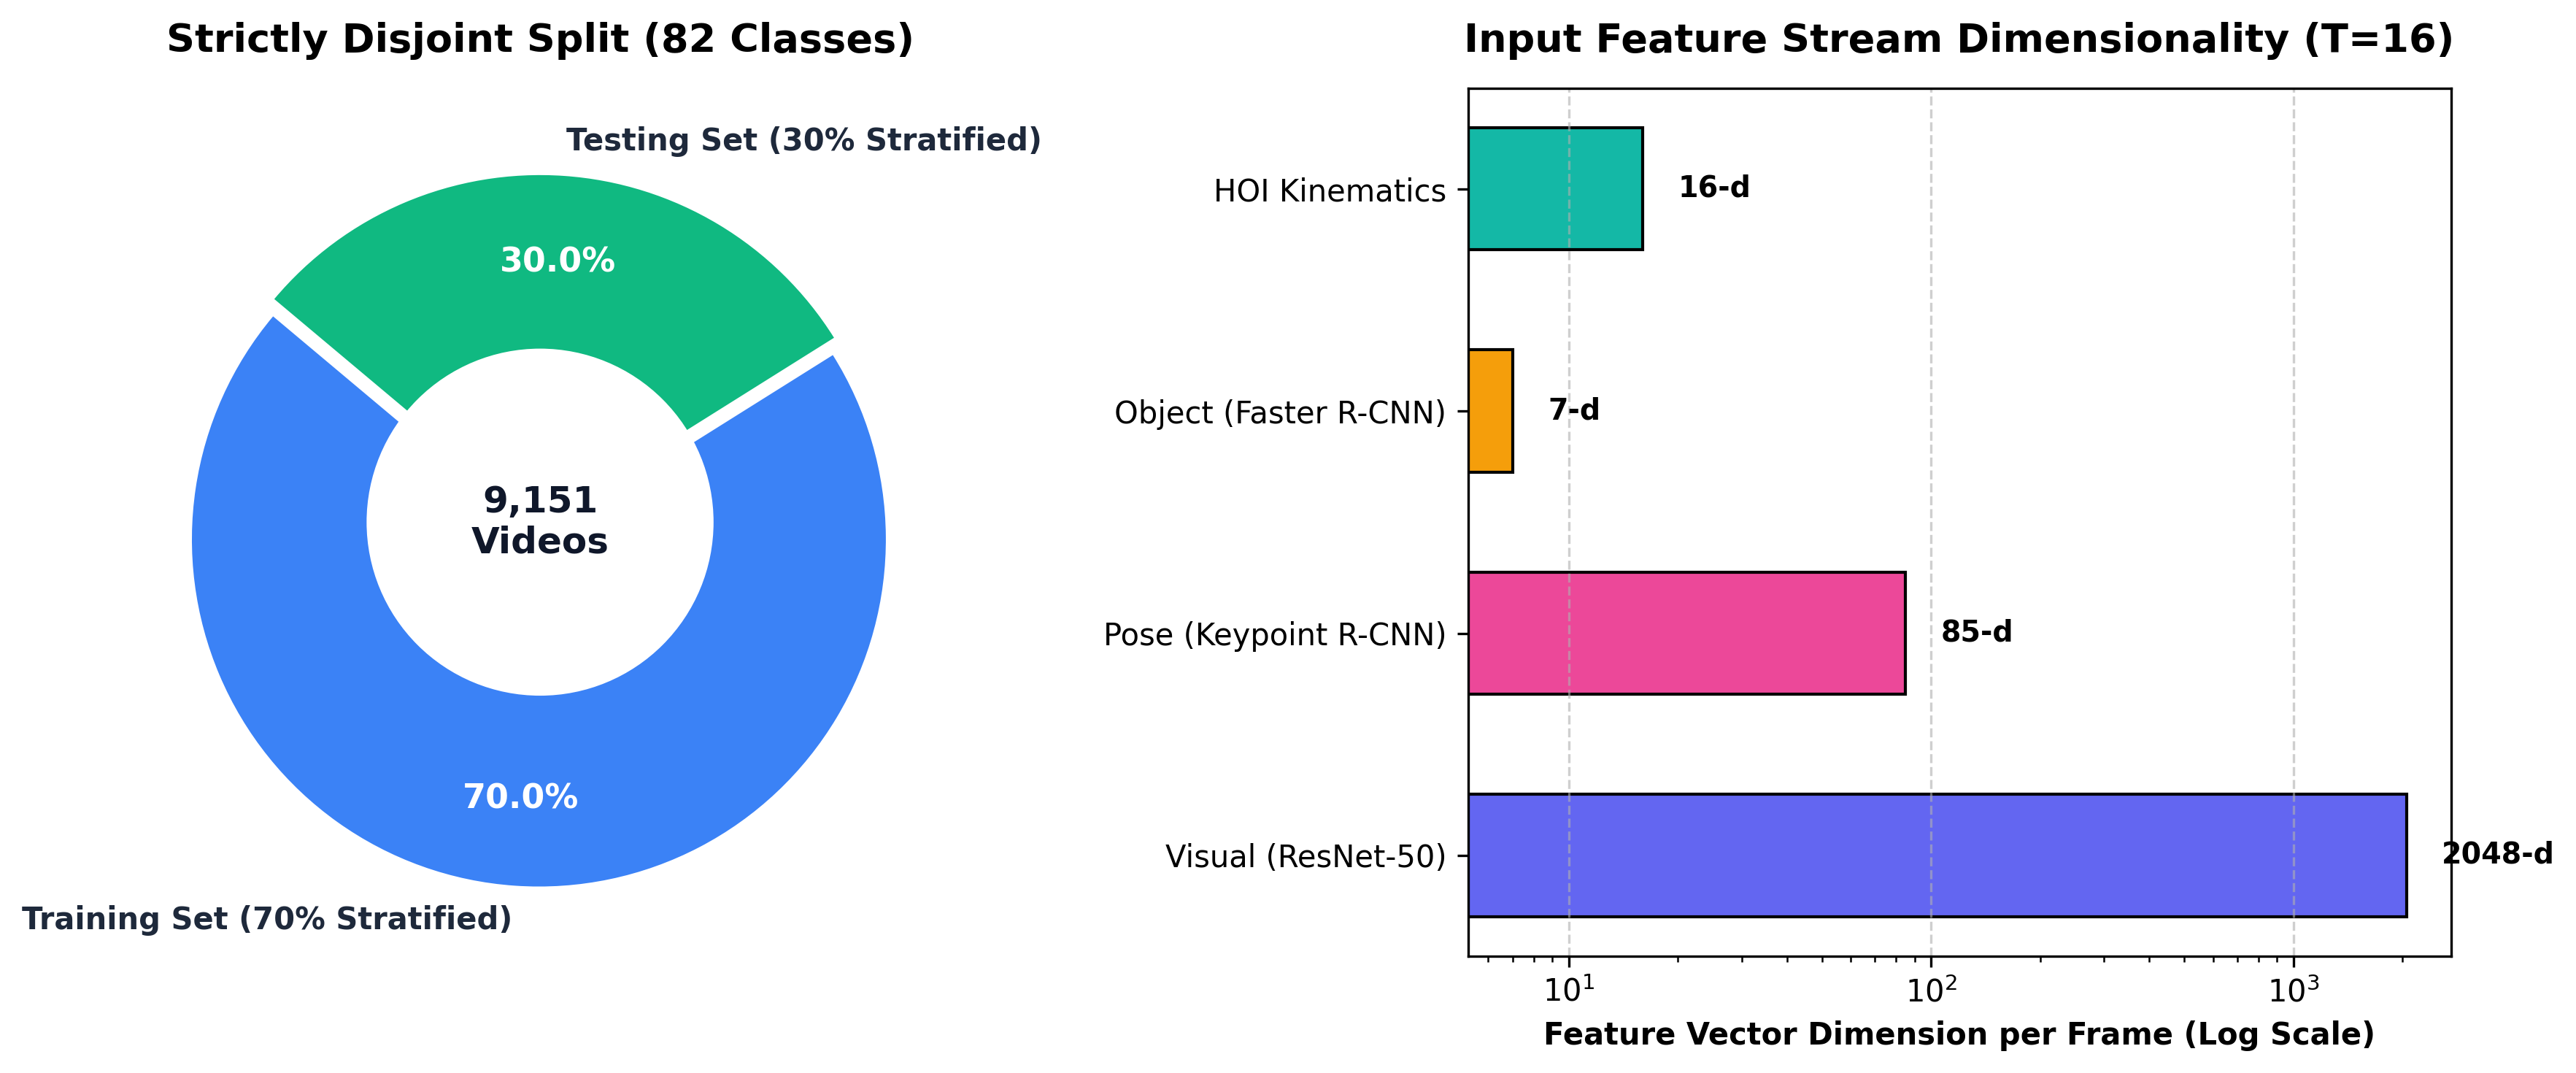 Strictly Disjoint Split (82 Classes)
Testing Set (30% Stratified)
30.0%
9,151
Videos
70.0%
Training Set (70% Stratified)
Input Feature Stream Dimensionality (T=16)
HOI Kinematics
16-d
Object (Faster R-CNN)
7-d
Pose (Keypoint R-CNN)
85-d
Visual (ResNet-50)
2048-d
10¹
10²
10³
Feature Vector Dimension per Frame (Log Scale)